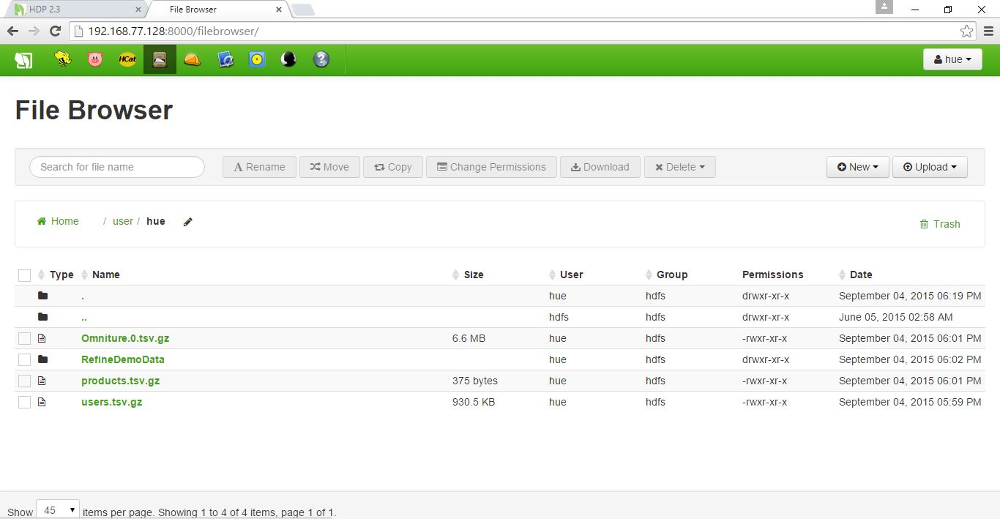 HDP 2.3 File Browser
192.168.77.128:8000/filebrowser/
HCat hue
File Browser
Search for file name Rename Move Copy Change Permissions Download Delete New Upload
Home / user / hue
Trash
Type Name Size User Group Permissions Date
. hue hdfs drwxr-xr-x September 04, 2015 06:19 PM
.. hdfs hdfs drwxr-xr-x June 05, 2015 02:58 AM
Omniture.0.tsv.gz 6.6 MB hue hdfs -rwxr-xr-x September 04, 2015 06:01 PM
RefineDemoData hue hdfs drwxr-xr-x September 04, 2015 06:02 PM
products.tsv.gz 375 bytes hue hdfs -rwxr-xr-x September 04, 2015 06:01 PM
users.tsv.gz 930.5 KB hue hdfs -rwxr-xr-x September 04, 2015 05:59 PM
Show 45 items per page. Showing 1 to 4 of 4 items, page 1 of 1.